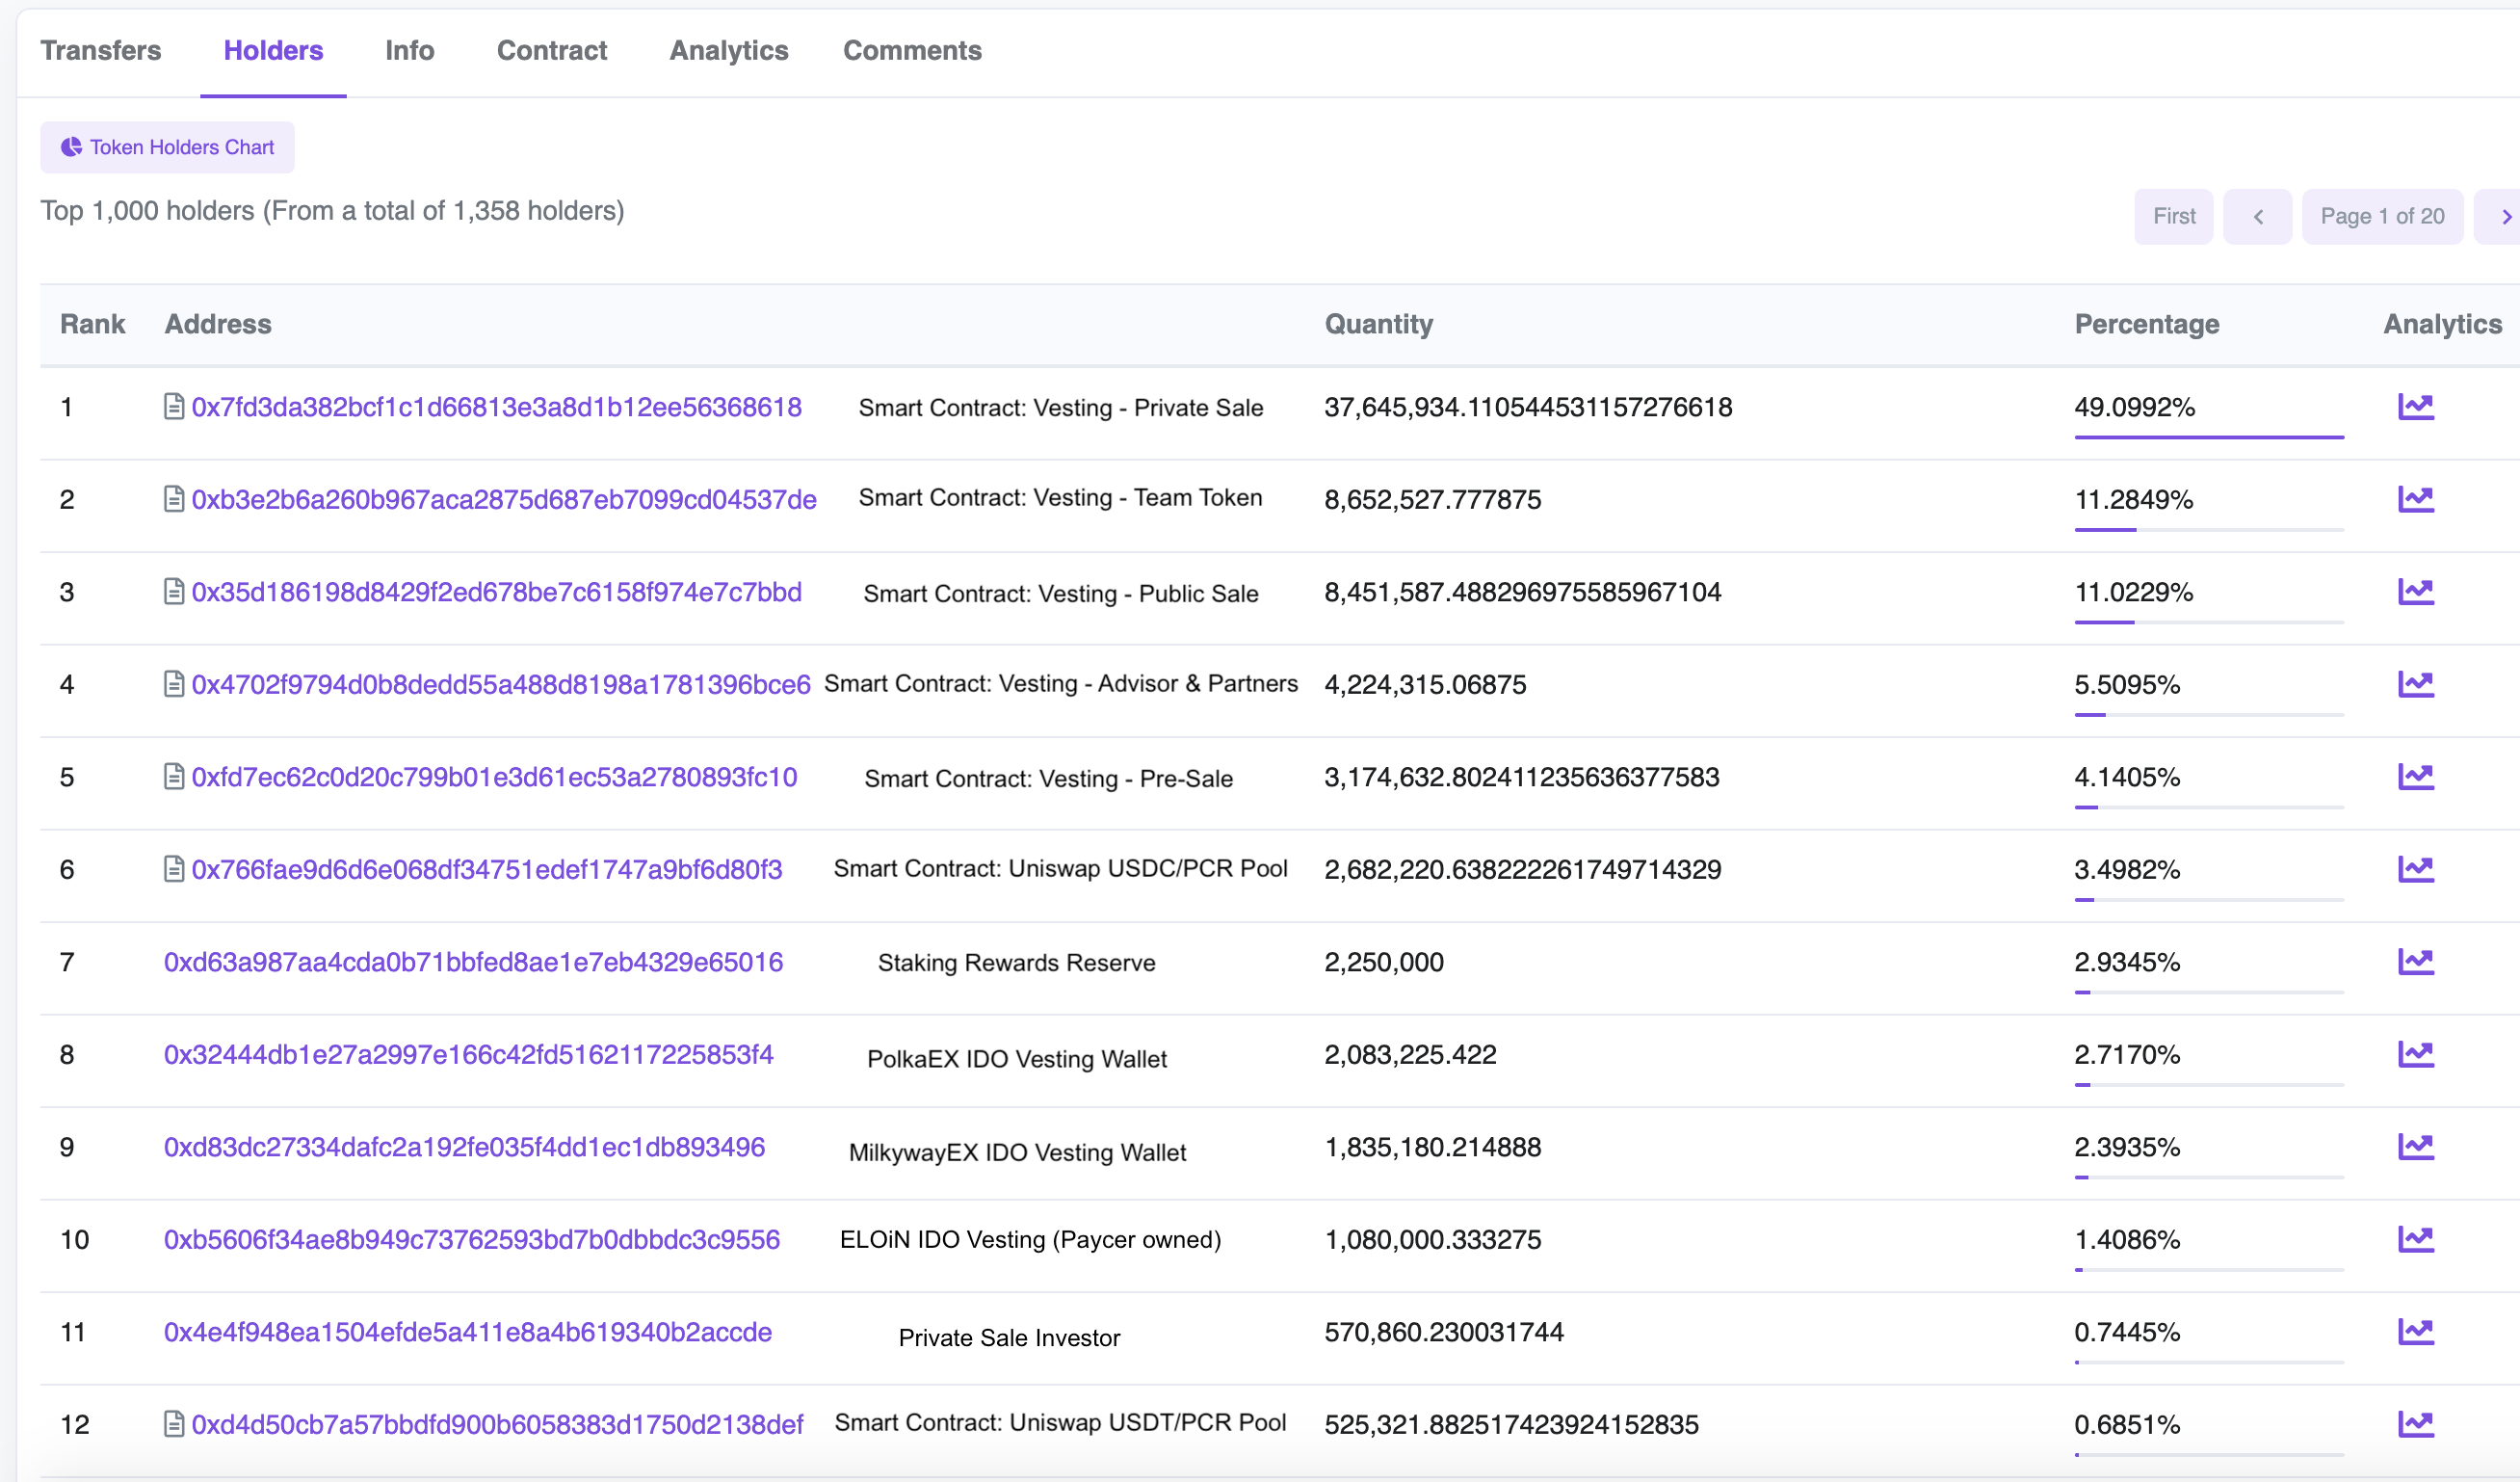 Transfers Holders Info Contract Analytics Comments
Token Holders Chart
Top 1,000 holders (From a total of 1,358 holders)
First < Page 1 of 20 >
Rank Address Quantity Percentage Analytics
1 0x7fd3da382bcf1c1d66813e3a8d1b12ee56368618 Smart Contract: Vesting - Private Sale 37,645,934.110544531157276618 49.0992%
2 0xb3e2b6a260b967aca2875d687eb7099cd04537de Smart Contract: Vesting - Team Token 8,652,527.777875 11.2849%
3 0x35d186198d8429f2ed678be7c6158f974e7c7bbd Smart Contract: Vesting - Public Sale 8,451,587.488296975585967104 11.0229%
4 0x4702f9794d0b8dedd55a488d8198a1781396bce6 Smart Contract: Vesting - Advisor & Partners 4,224,315.06875 5.5095%
5 0xfd7ec62c0d20c799b01e3d61ec53a2780893fc10 Smart Contract: Vesting - Pre-Sale 3,174,632.802411235636377583 4.1405%
6 0x766fae9d6d6e068df34751edef1747a9bf6d80f3 Smart Contract: Uniswap USDC/PCR Pool 2,682,220.638222261749714329 3.4982%
7 0xd63a987aa4cda0b71bbfed8ae1e7eb4329e65016 Staking Rewards Reserve 2,250,000 2.9345%
8 0x32444db1e27a2997e166c42fd5162117225853f4 PolkaEX IDO Vesting Wallet 2,083,225.422 2.7170%
9 0xd83dc27334dafc2a192fe035f4dd1ec1db893496 MilkywayEX IDO Vesting Wallet 1,835,180.214888 2.3935%
10 0xb5606f34ae8b949c73762593bd7b0dbbdc3c9556 ELOiN IDO Vesting (Paycer owned) 1,080,000.333275 1.4086%
11 0x4e4f948ea1504efde5a411e8a4b619340b2accde Private Sale Investor 570,860.230031744 0.7445%
12 0xd4d50cb7a57bbdfd900b6058383d1750d2138def Smart Contract: Uniswap USDT/PCR Pool 525,321.882517423924152835 0.6851%